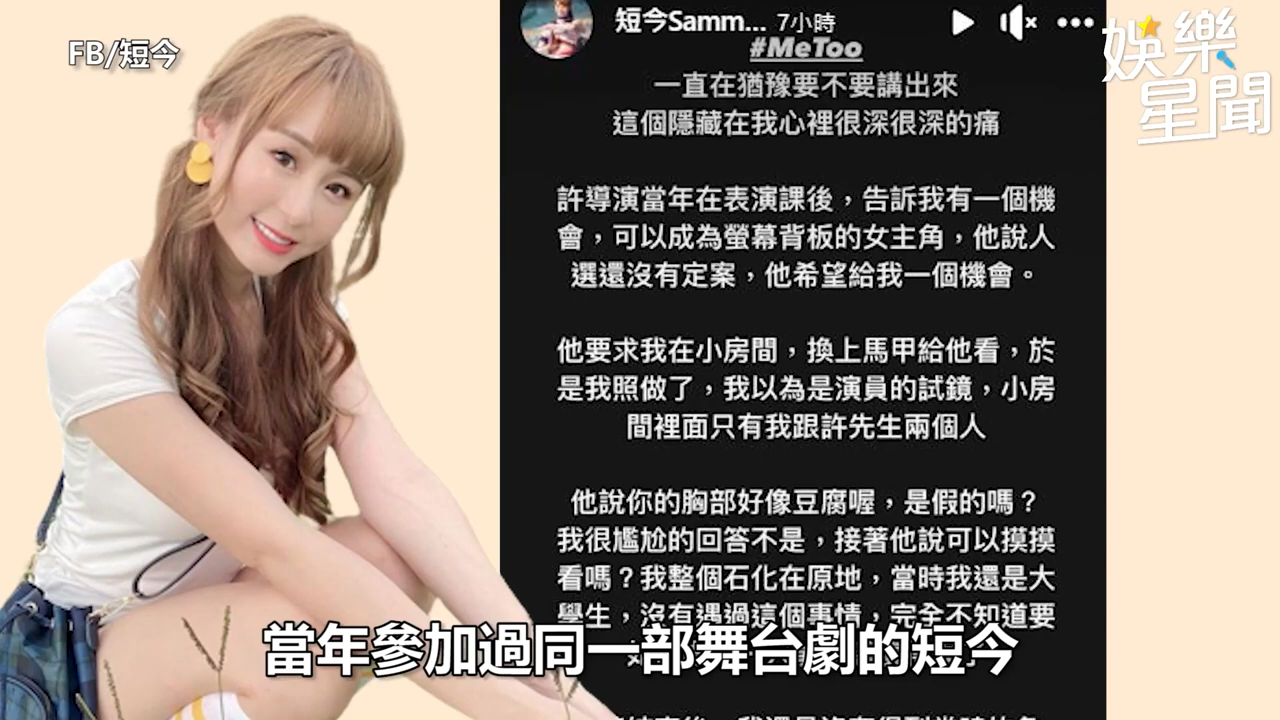 FB/短今
短今Samm... 7小時
#MeToo
一直在猶豫要不要講出來
這個隱藏在我心裡很深很深的痛
許導演當年在表演課後，告訴我有一個機
會，可以成為螢幕背板的女主角，他說人
選還沒有定案，他希望給我一個機會。
他要求我在小房間，換上馬甲給他看，於
是我照做了，我以為是演員的試鏡，小房
間裡面只有我跟許先生兩個人
他說你的胸部好像豆腐喔，是假的嗎？
我很尷尬的回答不是，接著他說可以摸摸
看嗎？我整個石化在原地，當時我還是大
學生，沒有遇過這個事情，完全不知道要
當年參加過同一部舞台劇的短今
娛樂
星聞